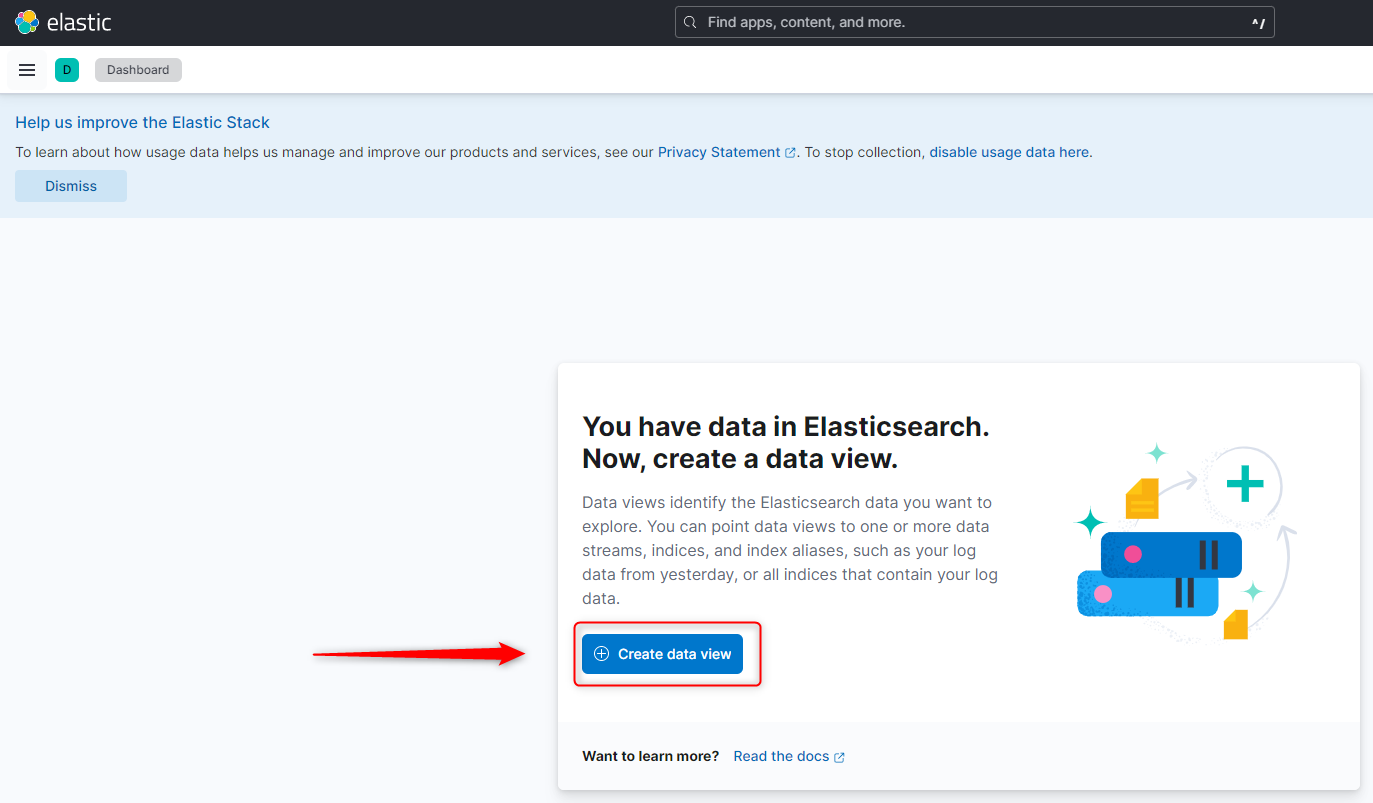 elastic
Find apps, content, and more.
^/
D
Dashboard
Help us improve the Elastic Stack
To learn about how usage data helps us manage and improve our products and services, see our Privacy Statement. To stop collection, disable usage data here.
Dismiss
You have data in Elasticsearch.
Now, create a data view.
Data views identify the Elasticsearch data you want to
explore. You can point data views to one or more data
streams, indices, and index aliases, such as your log
data from yesterday, or all indices that contain your log
data.
Create data view
Want to learn more? Read the docs